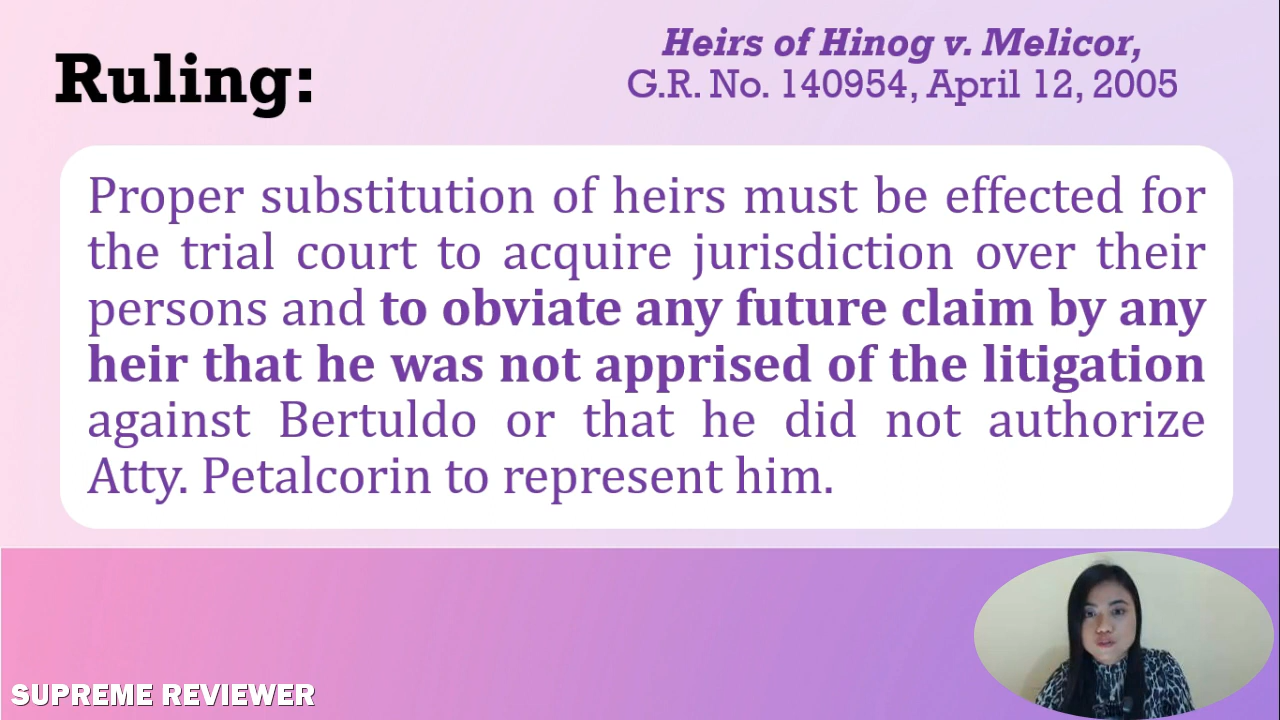 Ruling:
Heirs of Hinog v. Melicor,
G.R. No. 140954, April 12, 2005
Proper substitution of heirs must be effected for
the trial court to acquire jurisdiction over their
persons and to obviate any future claim by any
heir that he was not apprised of the litigation
against Bertuldo or that he did not authorize
Atty. Petalcorin to represent him.
SUPREME REVIEWER